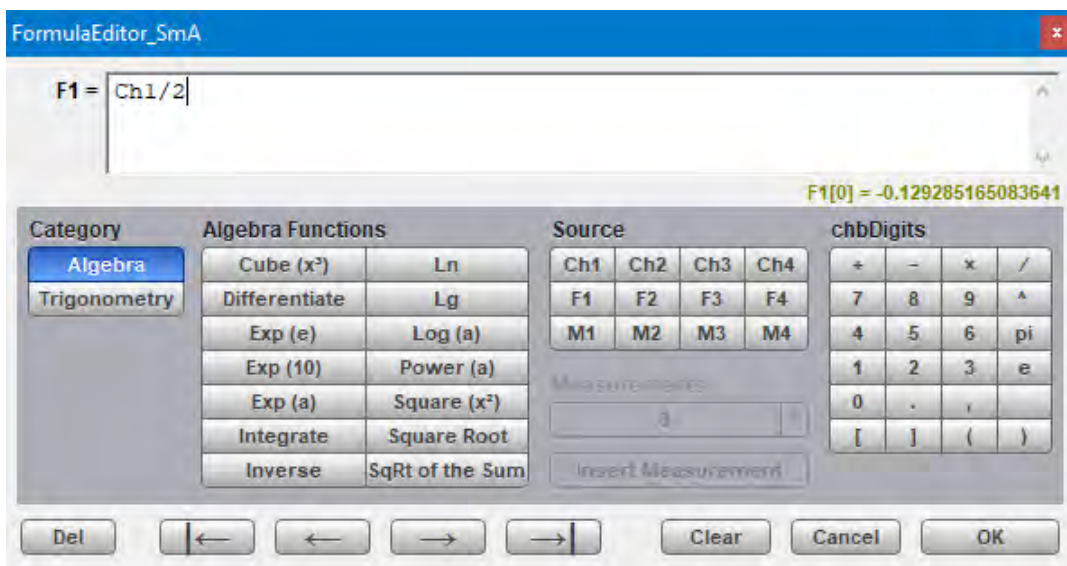 FormulaEditor_SmA
x
F1 = Ch1/2
F1[0] = -0.129285165083641
Category Algebra Functions Source chbDigits
Algebra Cube (x³) Ln Ch1 Ch2 Ch3 Ch4 + - x /
Trigonometry Differentiate Lg F1 F2 F3 F4 7 8 9 ^
Exp (e) Log (a) M1 M2 M3 M4 4 5 6 pi
Exp (10) Power (a) Measurements 1 2 3 e
Exp (a) Square (x²) 0 . ,
Integrate Square Root [ ] ( )
Inverse SqRt of the Sum Insert Measurement
Del |← ← → →| Clear Cancel OK